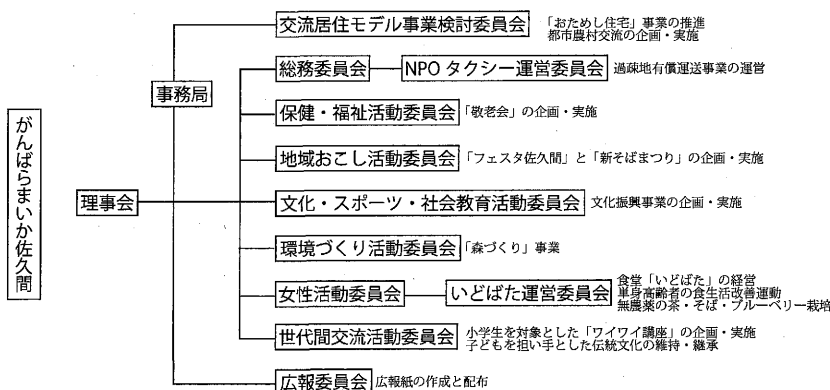 がんばらまいか佐久間
理事会
事務局
交流居住モデル事業検討委員会
「おためし住宅」事業の推進
都市農村交流の企画・実施
総務委員会
NPOタクシー運営委員会
過疎地有償運送事業の運営
保健・福祉活動委員会
「敬老会」の企画・実施
地域おこし活動委員会
「フェスタ佐久間」と「新そばまつり」の企画・実施
文化・スポーツ・社会教育活動委員会
文化振興事業の企画・実施
環境づくり活動委員会
「森づくり」事業
女性活動委員会
いどばた運営委員会
食堂「いどばた」の経営
単身高齢者の食生活改善運動
無農薬の茶・そば・ブルーベリー栽培
世代間交流活動委員会
小学生を対象とした「ワイワイ講座」の企画・実施
子どもを担い手とした伝統文化の維持・継承
広報委員会
広報紙の作成と配布